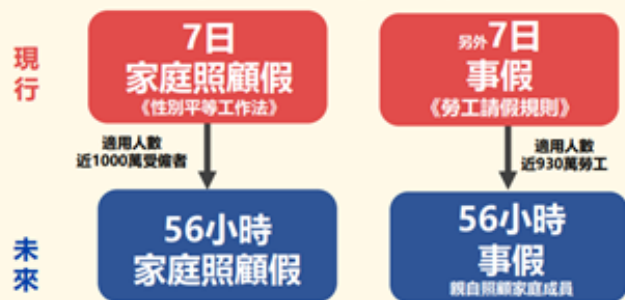 現行
7日
家庭照顧假
《性別平等工作法》
另外7日
事假
《勞工請假規則》
適用人數
近1000萬受僱者
適用人數
近930萬勞工
未來
56小時
家庭照顧假
56小時
事假
親自照顧家庭成員